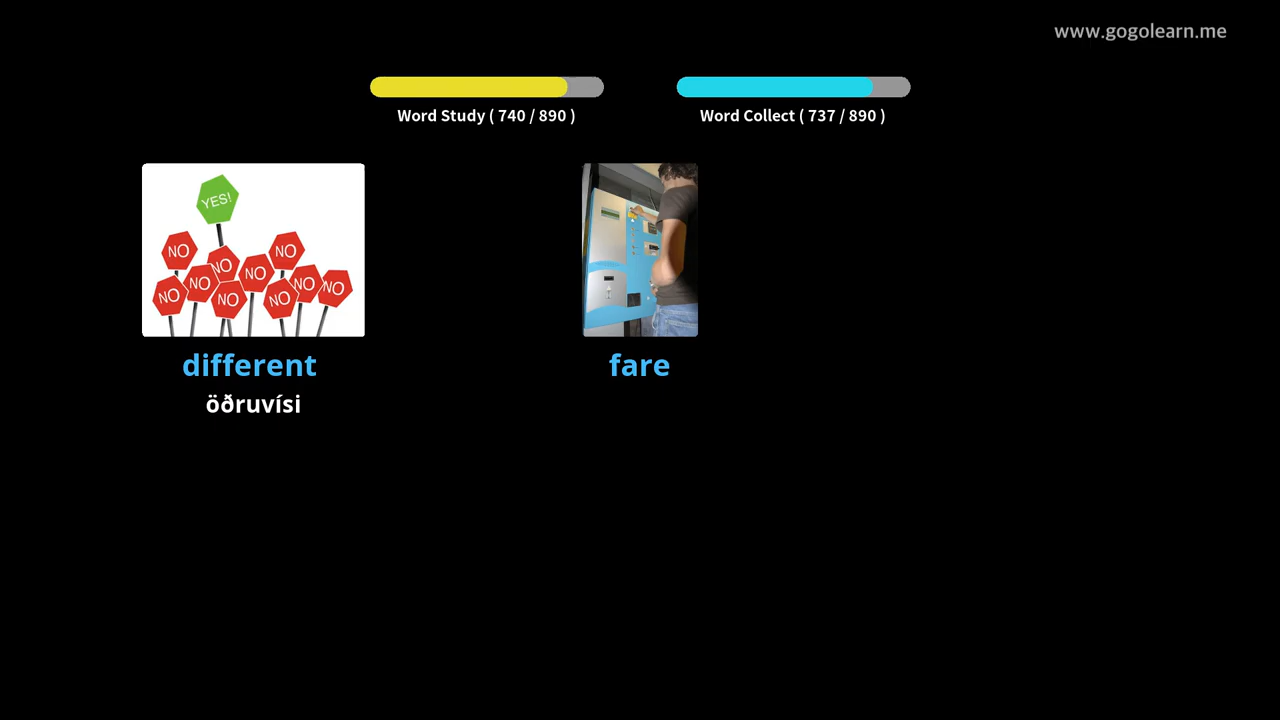 www.gogolearn.me
Word Study ( 740 / 890 )
Word Collect ( 737 / 890 )
YES!
NO
NO
NO
NO
NO
NO
NO
NO
NO
NO
different
fare
öðruvísi